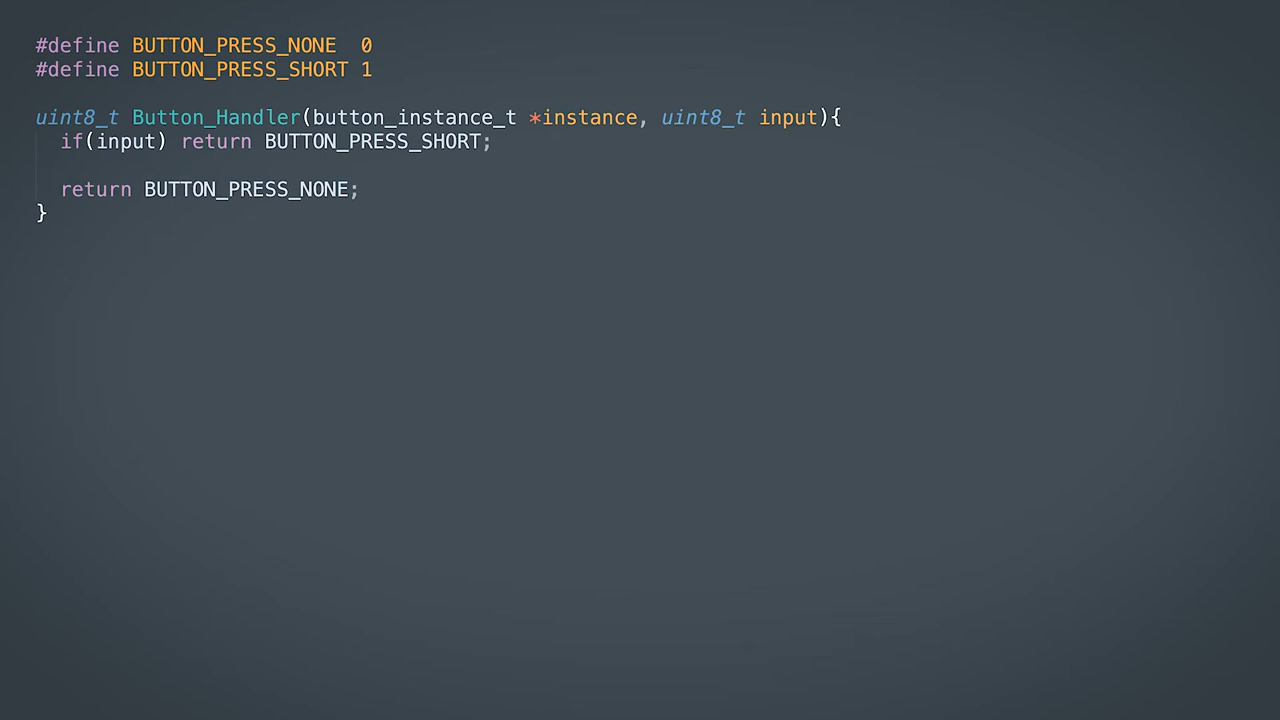 #define BUTTON_PRESS_NONE  0
#define BUTTON_PRESS_SHORT 1
uint8_t Button_Handler(button_instance_t *instance, uint8_t input){
  if(input) return BUTTON_PRESS_SHORT;
  return BUTTON_PRESS_NONE;
}